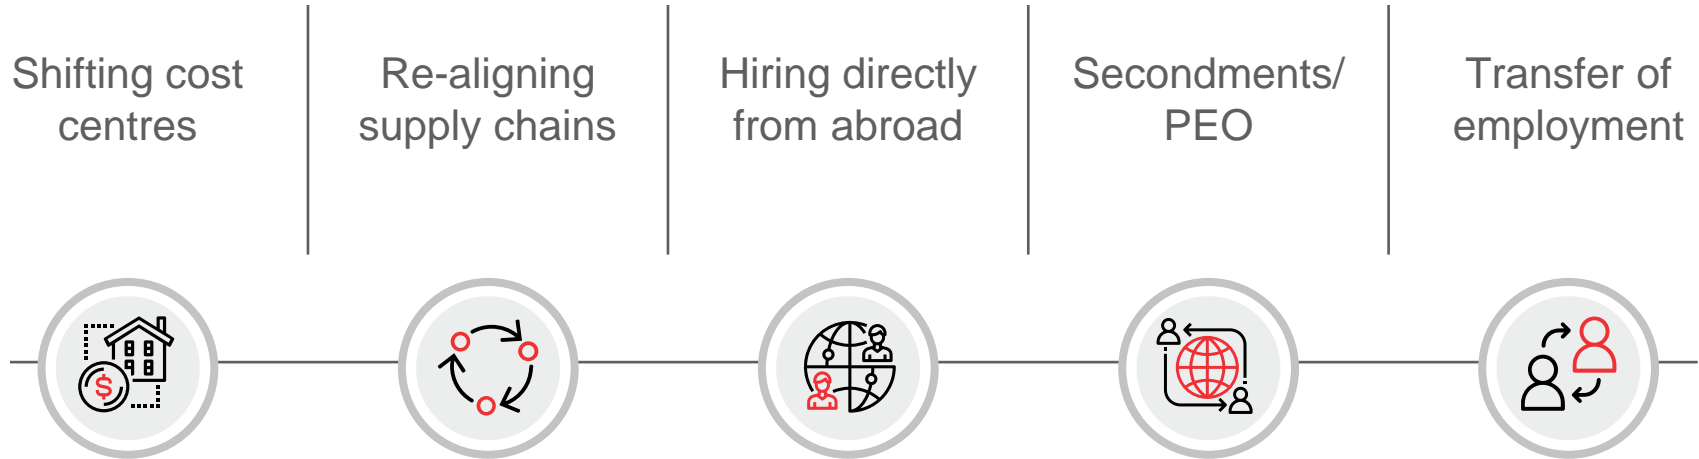 Shifting cost
centres
Re-aligning
supply chains
Hiring directly
from abroad
Secondments/
PEO
Transfer of
employment
$